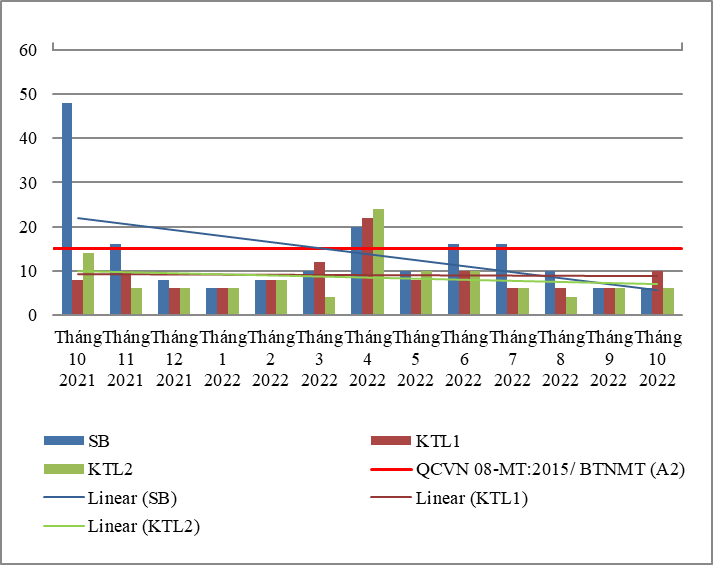 60
50
40
30
20
10
0
Tháng Tháng Tháng Tháng Tháng Tháng Tháng Tháng Tháng Tháng Tháng Tháng Tháng
10 11 12 1 2 3 4 5 6 7 8 9 10
2021 2021 2021 2022 2022 2022 2022 2022 2022 2022 2022 2022 2022
SB KTL1
KTL2 QCVN 08-MT:2015/ BTNMT (A2)
Linear (SB) Linear (KTL1)
Linear (KTL2)